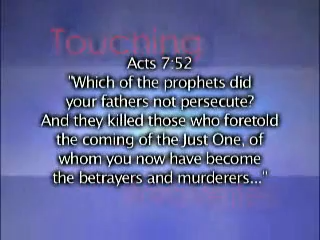 Touching
Acts 7:52
"Which of the prophets did
your fathers not persecute?
And they killed those who foretold
the coming of the Just One, of
whom you now have become
the betrayers and murderers..."